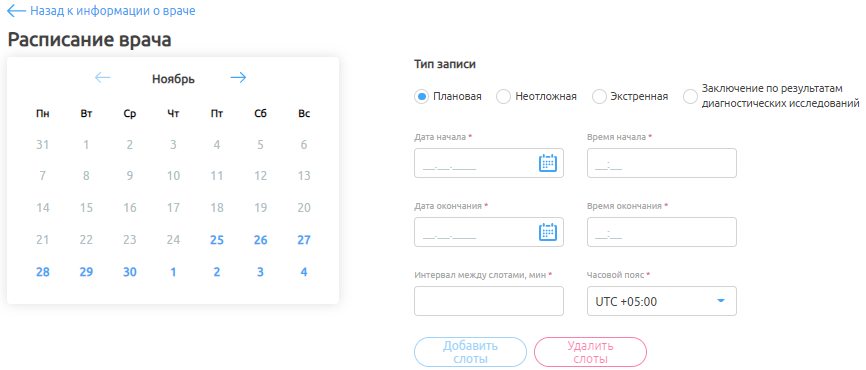 Назад к информации о враче
Расписание врача
Ноябрь
Пн Вт Ср Чт Пт Сб Вс
31 1 2 3 4 5 6
7 8 9 10 11 12 13
14 15 16 17 18 19 20
21 22 23 24 25 26 27
28 29 30 1 2 3 4
Тип записи
Плановая Неотложная Экстренная Заключение по результатам
диагностических исследований
Дата начала * Время начала *
__.__.____ __:__
Дата окончания * Время окончания *
__.__.____ __:__
Интервал между слотами, мин * Часовой пояс *
UTC +05:00
Добавить
слоты
Удалить
слоты